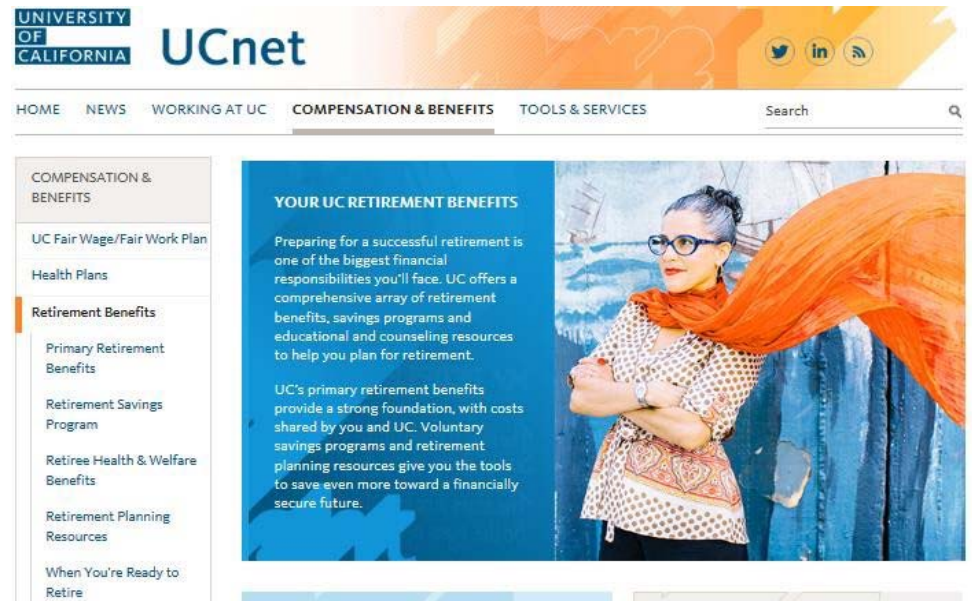 UNIVERSITY
OF
CALIFORNIA
UCnet
HOME NEWS WORKING AT UC COMPENSATION & BENEFITS TOOLS & SERVICES
Search
COMPENSATION &
BENEFITS
UC Fair Wage/Fair Work Plan
Health Plans
Retirement Benefits
Primary Retirement
Benefits
Retirement Savings
Program
Retiree Health & Welfare
Benefits
Retirement Planning
Resources
When You're Ready to
Retire
YOUR UC RETIREMENT BENEFITS
Preparing for a successful retirement is
one of the biggest financial
responsibilities you'll face. UC offers a
comprehensive array of retirement
benefits, savings programs and
educational and counseling resources
to help you plan for retirement.
UC's primary retirement benefits
provide a strong foundation, with costs
shared by you and UC. Voluntary
savings programs and retirement
planning resources give you the tools
to save even more toward a financially
secure future.